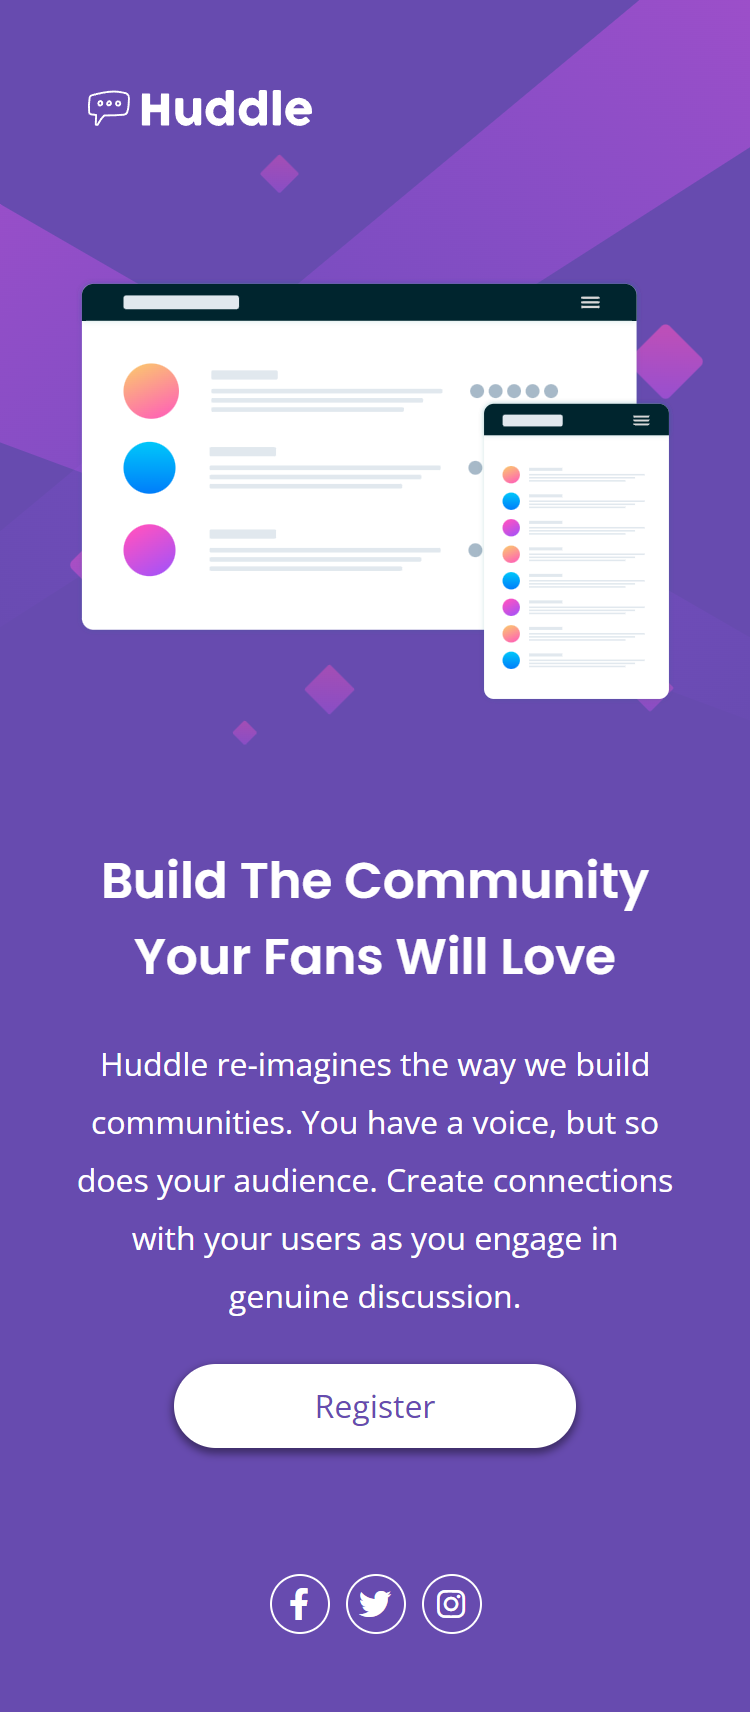 Huddle
Build The Community
Your Fans Will Love
Huddle re-imagines the way we build
communities. You have a voice, but so
does your audience. Create connections
with your users as you engage in
genuine discussion.
Register